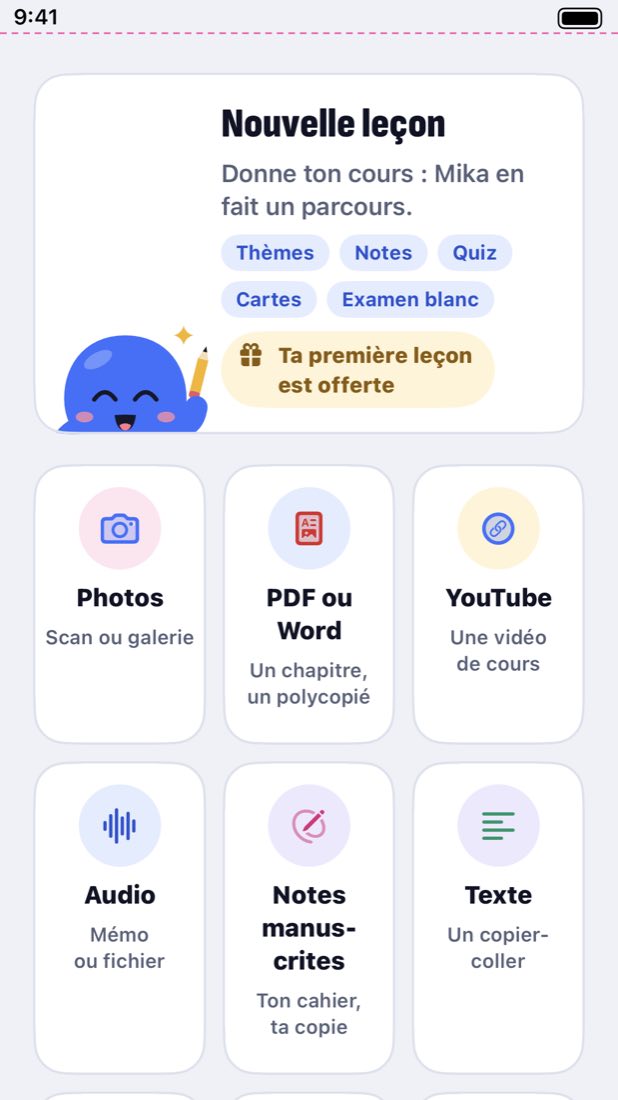 9:41
Nouvelle leçon
Donne ton cours : Mika en
fait un parcours.
Thèmes
Notes
Quiz
Cartes
Examen blanc
Ta première leçon
est offerte
Photos
Scan ou galerie
PDF ou
Word
Un chapitre,
un polycopié
YouTube
Une vidéo
de cours
Audio
Mémo
ou fichier
Notes
manus-
crites
Ton cahier,
ta copie
Texte
Un copier-
coller